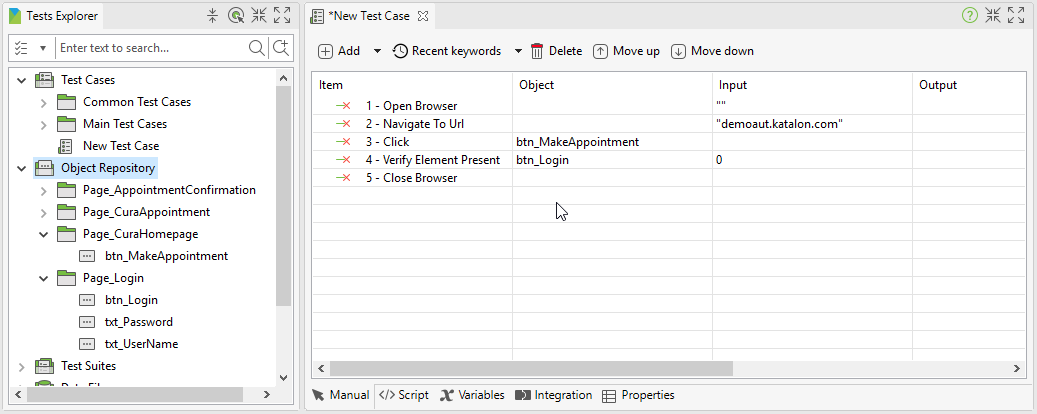 Tests Explorer
Enter text to search...
Test Cases
Common Test Cases
Main Test Cases
New Test Case
Object Repository
Page_AppointmentConfirmation
Page_CuraAppointment
Page_CuraHomepage
btn_MakeAppointment
Page_Login
btn_Login
txt_Password
txt_UserName
Test Suites
*New Test Case
Add Recent keywords Delete Move up Move down
Item Object Input Output
1 - Open Browser ""
2 - Navigate To Url "demoaut.katalon.com"
3 - Click btn_MakeAppointment
4 - Verify Element Present btn_Login 0
5 - Close Browser
Manual </> Script Variables Integration Properties